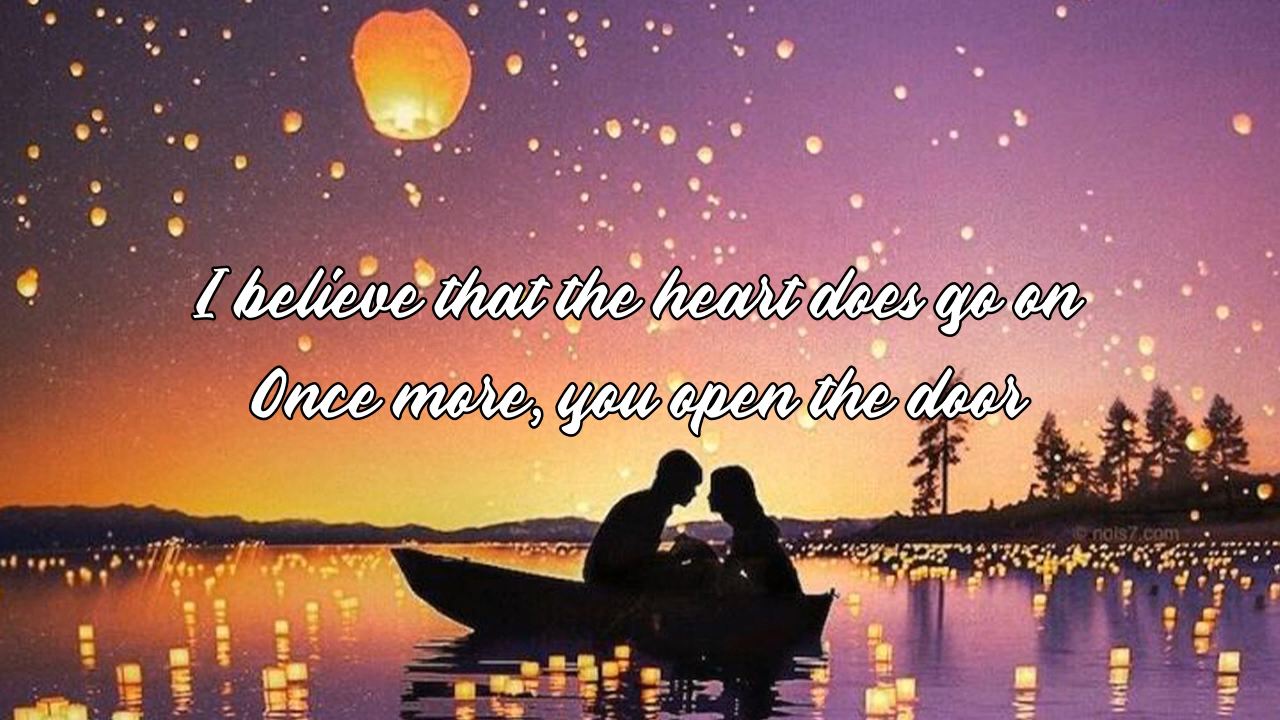 I believe that the heart does go on
Once more, you open the door
© nois7.com